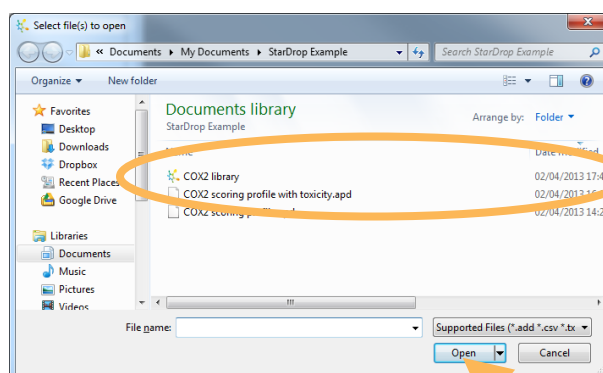 Select file(s) to open
« Documents My Documents StarDrop Example
Search StarDrop Example
Organize New folder
Favorites
Desktop
Downloads
Dropbox
Recent Places
Google Drive
Libraries
Documents
Music
Pictures
Videos
Documents library
StarDrop Example
Arrange by: Folder
Name Date modified
COX2 library 02/04/2013 17:4
COX2 scoring profile with toxicity.apd 02/04/2013
COX2 scoring 02/04/2013 14:2
File name:
Supported Files (*.add *.csv *.tx
Open Cancel